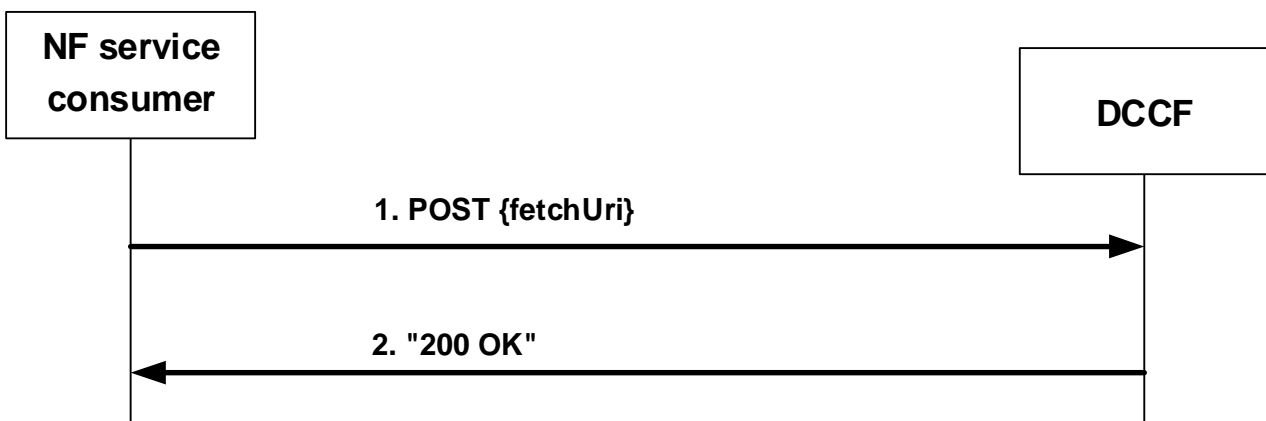 NF service
consumer
DCCF
1. POST {fetchUri}
2. "200 OK"